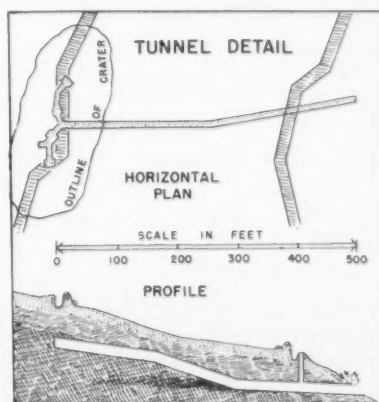 TUNNEL DETAIL
OUTLINE OF CRATER
HORIZONTAL
PLAN
SCALE IN FEET
0 100 200 300 400 500
PROFILE